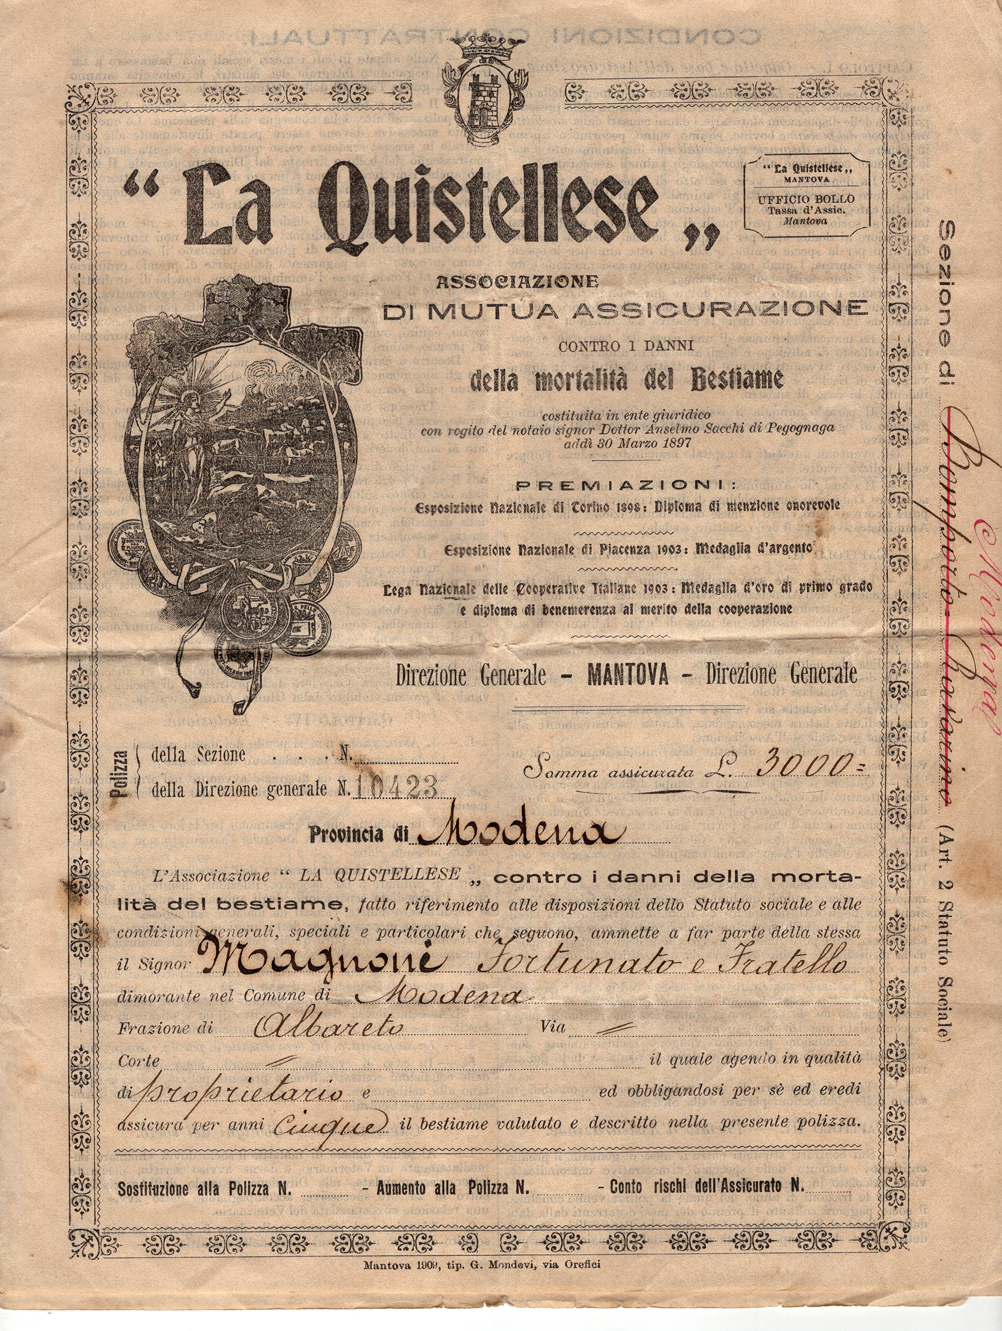 “ La Quistellese „
“ La Quistellese „
MANTOVA
UFFICIO BOLLO
Tassa d'Assic.
Mantova
ASSOCIAZIONE
DI MUTUA ASSICURAZIONE
CONTRO I DANNI
della mortalità del Bestiame
costituita in ente giuridico
con rogito del notaio signor Dottor Anselmo Sacchi di Pegognaga
addì 30 Marzo 1897
PREMIAZIONI:
Esposizione Nazionale di Torino 1898: Diploma di menzione onorevole
Esposizione Nazionale di Piacenza 1903: Medaglia d'argento
Lega Nazionale delle Cooperative Italiane 1903: Medaglia d'oro di primo grado
e diploma di benemerenza al merito della cooperazione
Direzione Generale - MANTOVA - Direzione Generale
Polizza
della Sezione . . . . N.
della Direzione generale N. 10423
Somma assicurata L. 3000=
Provincia di Modena
L'Associazione “ LA QUISTELLESE „ contro i danni della morta-
lità del bestiame, fatto riferimento alle disposizioni dello Statuto sociale e alle
condizioni generali, speciali e particolari che seguono, ammette a far parte della stessa
il Signor Magnoni Fortunato e Fratello
dimorante nel Comune di Modena
Frazione di Albareto Via =
Corte = il quale agendo in qualità
di proprietario e ed obbligandosi per sè ed eredi
assicura per anni cinque il bestiame valutato e descritto nella presente polizza.
Sostituzione alla Polizza N. - Aumento alla Polizza N. - Conto rischi dell'Assicurato N.
Mantova 1909, tip. G. Mondovì, via Orefici
Sezione di Bomporto-Ravarino (Art. 2 Statuto Sociale)
Modena